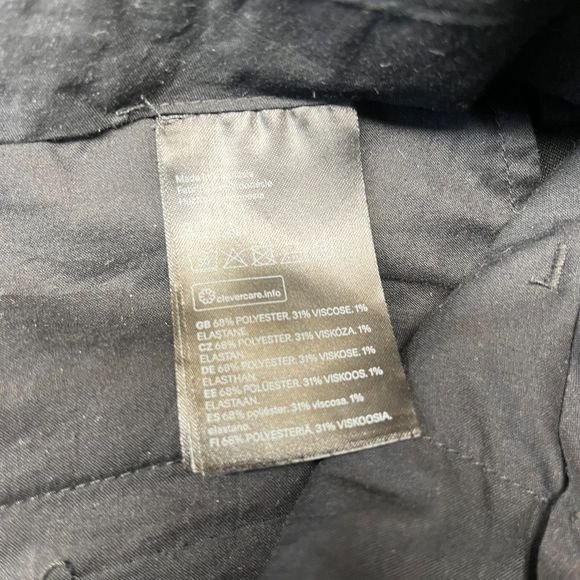 Made in
clevercare.info
GB 68% POLYESTER. 31% VISCOSE. 1%
ELASTANE.
CZ 68% POLYESTER. 31% VISKÓZA. 1%
ELASTAN.
DE 68% POLYESTER. 31% VISKOSE. 1%
ELASTHAN.
EE 68% POLÜESTER. 31% VISKOOS. 1%
ELASTAAN.
ES 68% poliéster. 31% viscosa. 1%
elastano.
FI 68% POLYESTERIÄ. 31% VISKOOSIA.